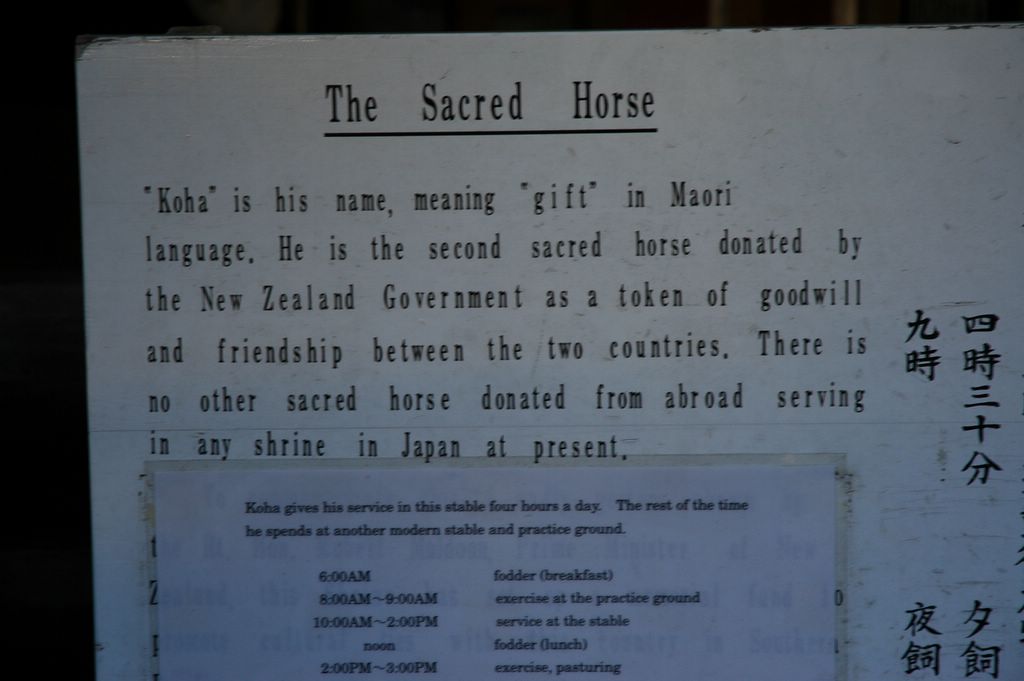 The Sacred Horse
"Koha" is his name, meaning "gift" in Maori
language. He is the second sacred horse donated by
the New Zealand Government as a token of goodwill
and friendship between the two countries. There is
no other sacred horse donated from abroad serving
in any shrine in Japan at present.
Koha gives his service in this stable four hours a day. The rest of the time
he spends at another modern stable and practice ground.
6:00AM fodder (breakfast)
8:00AM～9:00AM exercise at the practice ground
10:00AM～2:00PM service at the stable
noon fodder (lunch)
2:00PM～3:00PM exercise, pasturing
四時三十分 夕飼
九時 夜飼